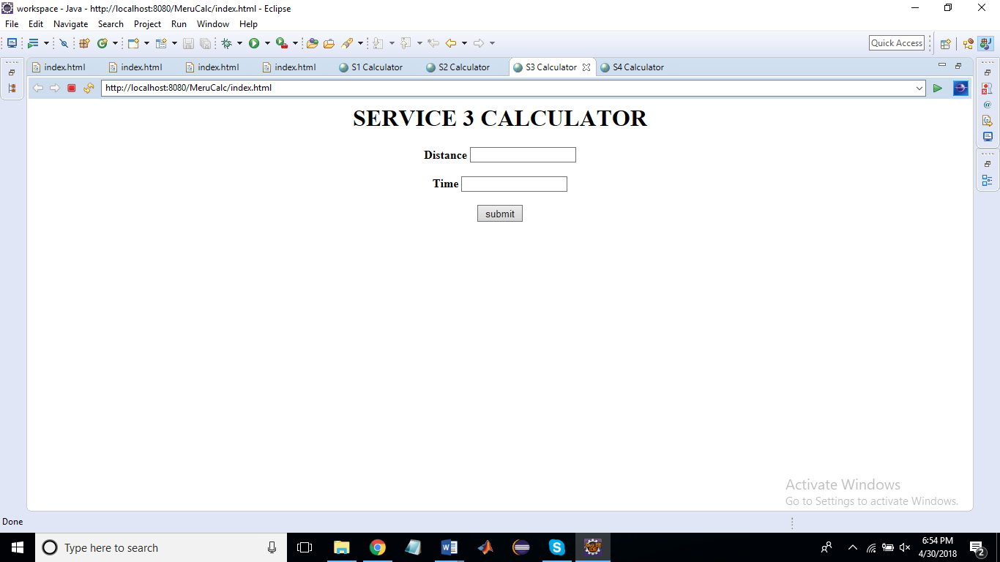 workspace - Java - http://localhost:8080/MeruCalc/index.html - Eclipse
File Edit Navigate Search Project Run Window Help
Quick Access
index.html index.html index.html index.html S1 Calculator S2 Calculator S3 Calculator S4 Calculator
http://localhost:8080/MeruCalc/index.html
SERVICE 3 CALCULATOR
Distance
Time
submit
Activate Windows
Go to Settings to activate Windows.
Done
Type here to search
6:54 PM
4/30/2018
2